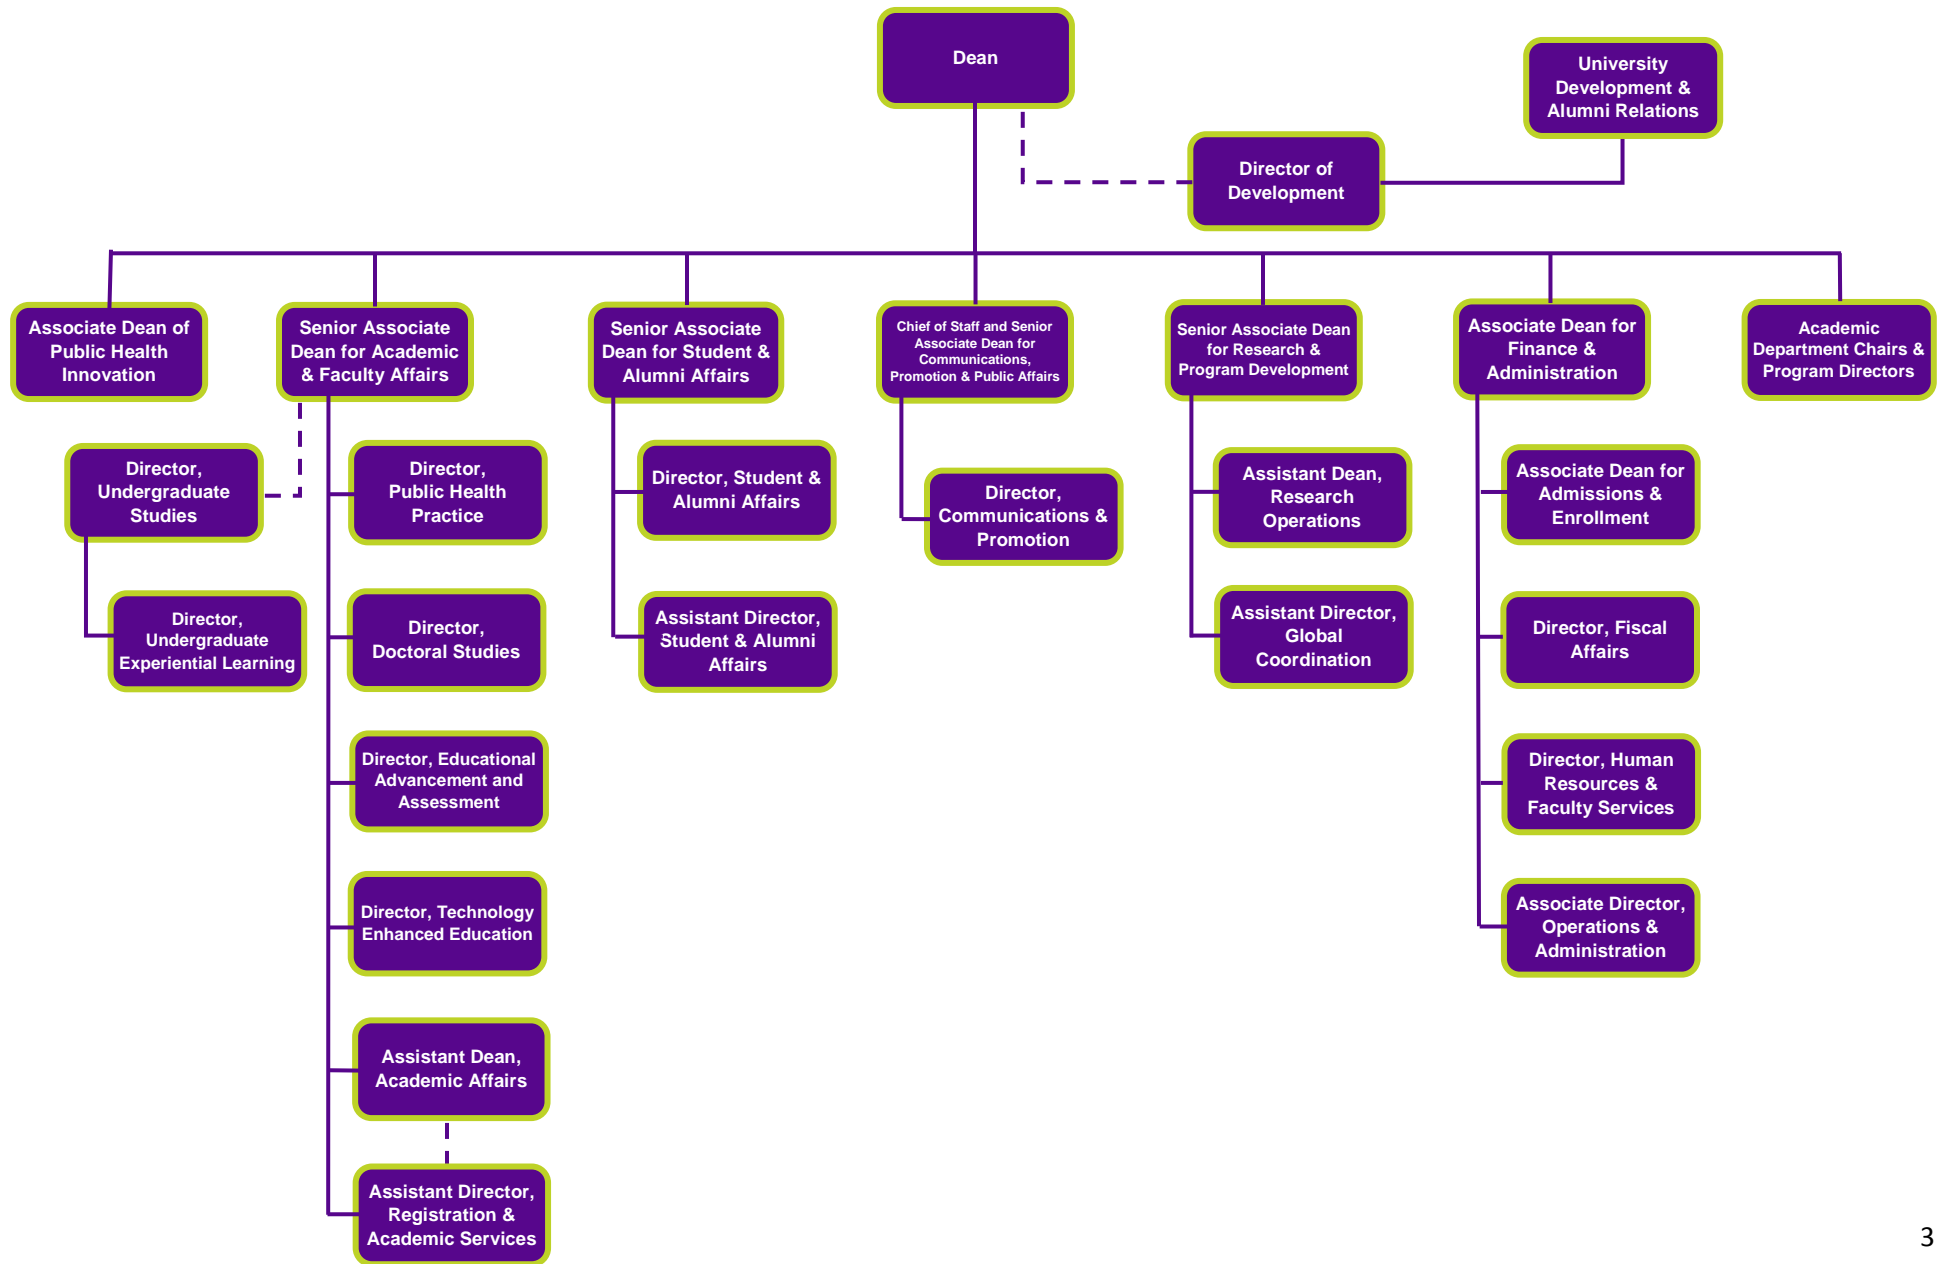 Dean
University
Development &
Alumni Relations
Director of
Development
Associate Dean of
Public Health
Innovation
Senior Associate
Dean for Academic
& Faculty Affairs
Senior Associate
Dean for Student &
Alumni Affairs
Chief of Staff and Senior
Associate Dean for
Communications,
Promotion & Public Affairs
Senior Associate Dean
for Research &
Program Development
Associate Dean for
Finance &
Administration
Academic
Department Chairs &
Program Directors
Director,
Undergraduate
Studies
Director,
Public Health
Practice
Director, Student &
Alumni Affairs
Director,
Communications &
Promotion
Assistant Dean,
Research
Operations
Associate Dean for
Admissions &
Enrollment
Director,
Undergraduate
Experiential Learning
Director,
Doctoral Studies
Assistant Director,
Student & Alumni
Affairs
Assistant Director,
Global
Coordination
Director, Fiscal
Affairs
Director, Educational
Advancement and
Assessment
Director, Human
Resources &
Faculty Services
Director, Technology
Enhanced Education
Associate Director,
Operations &
Administration
Assistant Dean,
Academic Affairs
Assistant Director,
Registration &
Academic Services
3